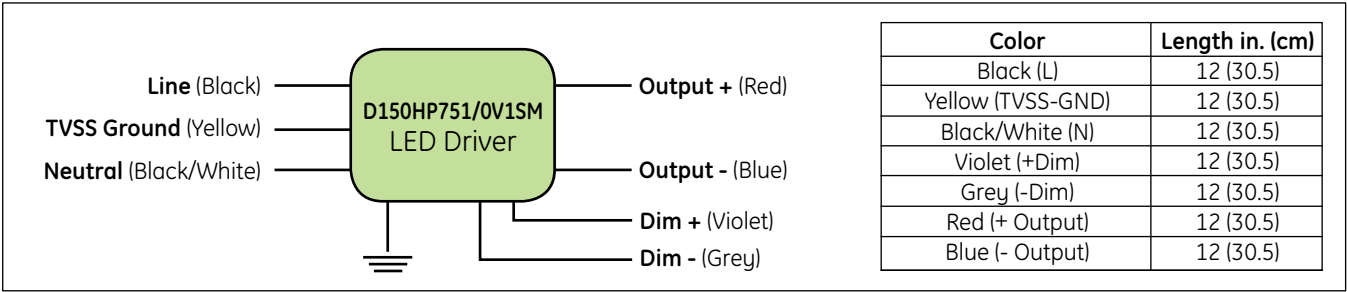 Line (Black)
TVSS Ground (Yellow)
Neutral (Black/White)
D150HP751/0V1SM
LED Driver
Output + (Red)
Output - (Blue)
Dim + (Violet)
Dim - (Grey)
Color Length in. (cm)
Black (L) 12 (30.5)
Yellow (TVSS-GND) 12 (30.5)
Black/White (N) 12 (30.5)
Violet (+Dim) 12 (30.5)
Grey (-Dim) 12 (30.5)
Red (+ Output) 12 (30.5)
Blue (- Output) 12 (30.5)